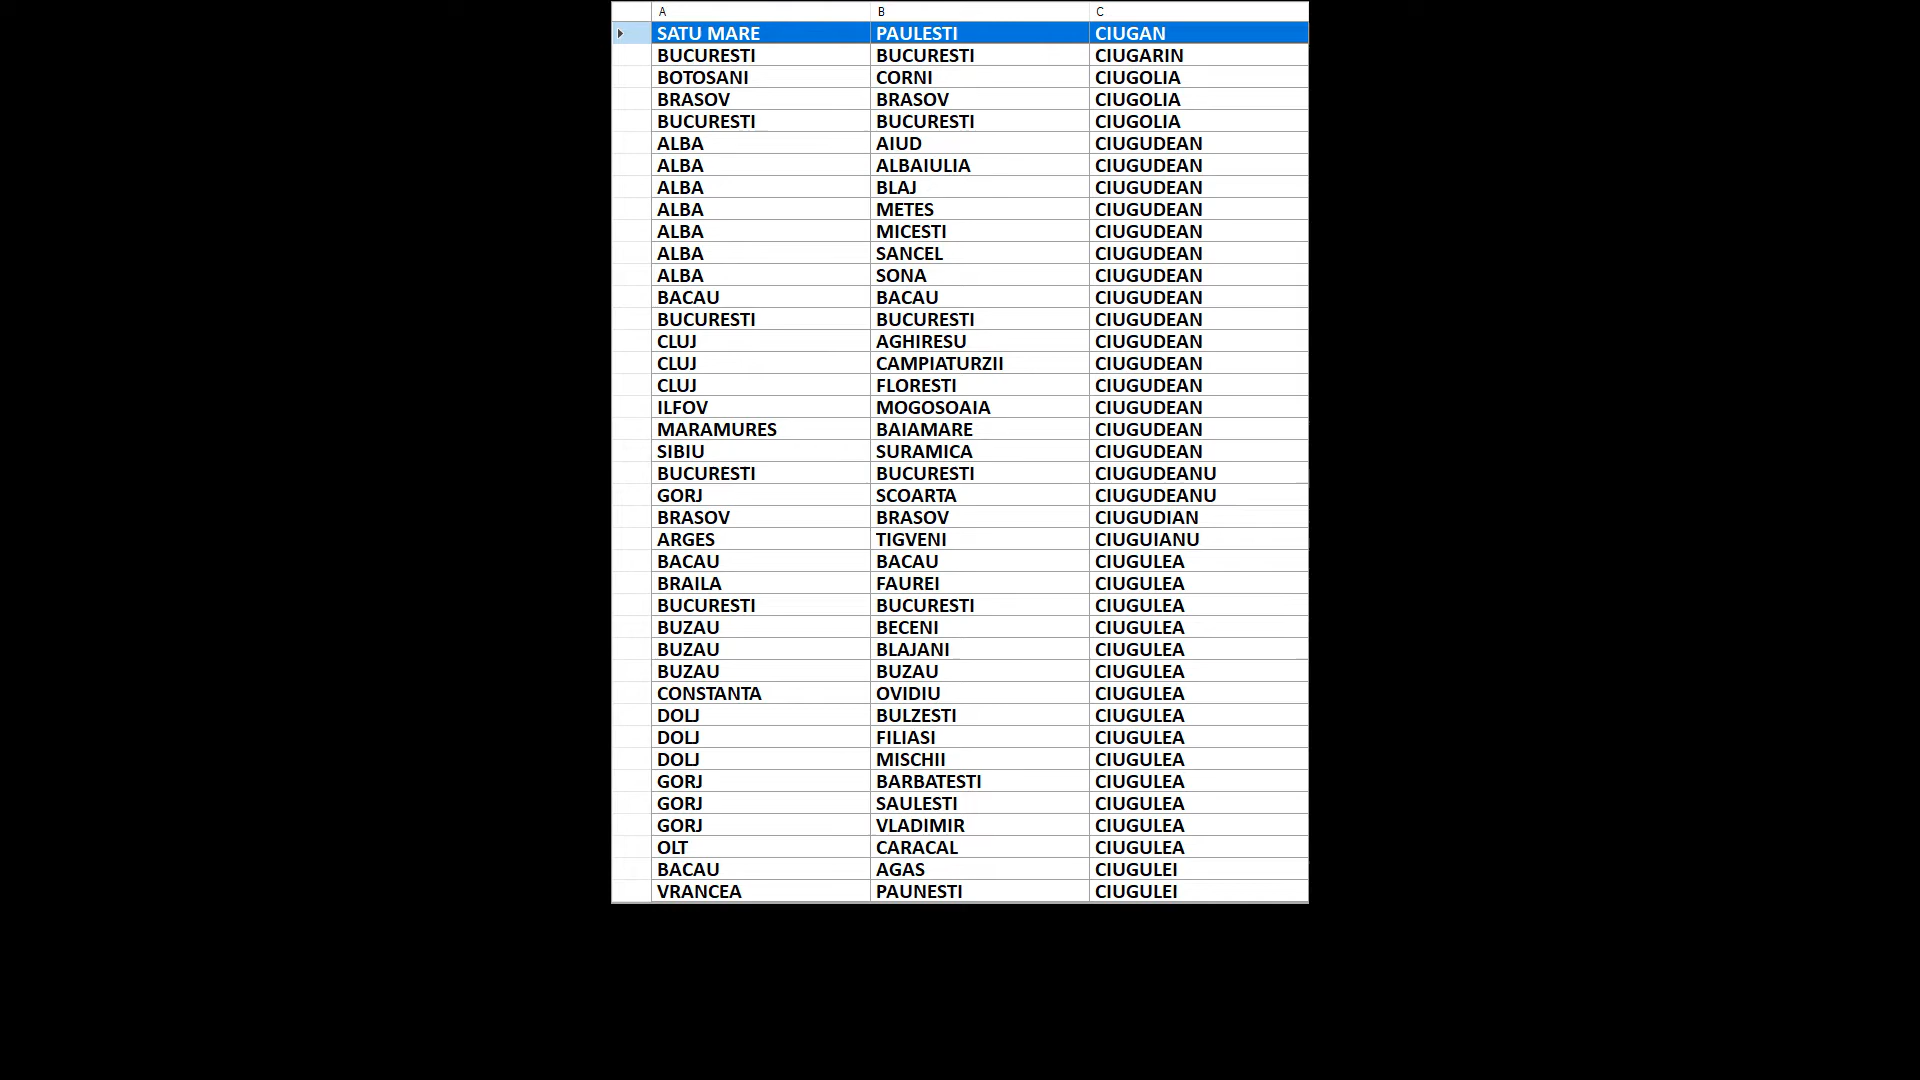 A B C
SATU MARE PAULESTI CIUGAN
BUCURESTI BUCURESTI CIUGARIN
BOTOSANI CORNI CIUGOLIA
BRASOV BRASOV CIUGOLIA
BUCURESTI BUCURESTI CIUGOLIA
ALBA AIUD CIUGUDEAN
ALBA ALBAIULIA CIUGUDEAN
ALBA BLAJ CIUGUDEAN
ALBA METES CIUGUDEAN
ALBA MICESTI CIUGUDEAN
ALBA SANCEL CIUGUDEAN
ALBA SONA CIUGUDEAN
BACAU BACAU CIUGUDEAN
BUCURESTI BUCURESTI CIUGUDEAN
CLUJ AGHIRESU CIUGUDEAN
CLUJ CAMPIATURZII CIUGUDEAN
CLUJ FLORESTI CIUGUDEAN
ILFOV MOGOSOAIA CIUGUDEAN
MARAMURES BAIAMARE CIUGUDEAN
SIBIU SURAMICA CIUGUDEAN
BUCURESTI BUCURESTI CIUGUDEANU
GORJ SCOARTA CIUGUDEANU
BRASOV BRASOV CIUGUDIAN
ARGES TIGVENI CIUGUIANU
BACAU BACAU CIUGULEA
BRAILA FAUREI CIUGULEA
BUCURESTI BUCURESTI CIUGULEA
BUZAU BECENI CIUGULEA
BUZAU BLAJANI CIUGULEA
BUZAU BUZAU CIUGULEA
CONSTANTA OVIDIU CIUGULEA
DOLJ BULZESTI CIUGULEA
DOLJ FILIASI CIUGULEA
DOLJ MISCHII CIUGULEA
GORJ BARBATESTI CIUGULEA
GORJ SAULESTI CIUGULEA
GORJ VLADIMIR CIUGULEA
OLT CARACAL CIUGULEA
BACAU AGAS CIUGULEI
VRANCEA PAUNESTI CIUGULEI